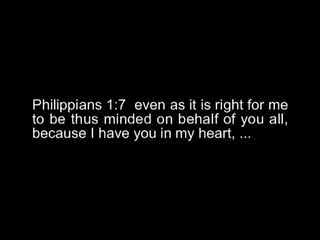 Philippians 1:7  even as it is right for me
to be thus minded on behalf of you all,
because I have you in my heart, ...